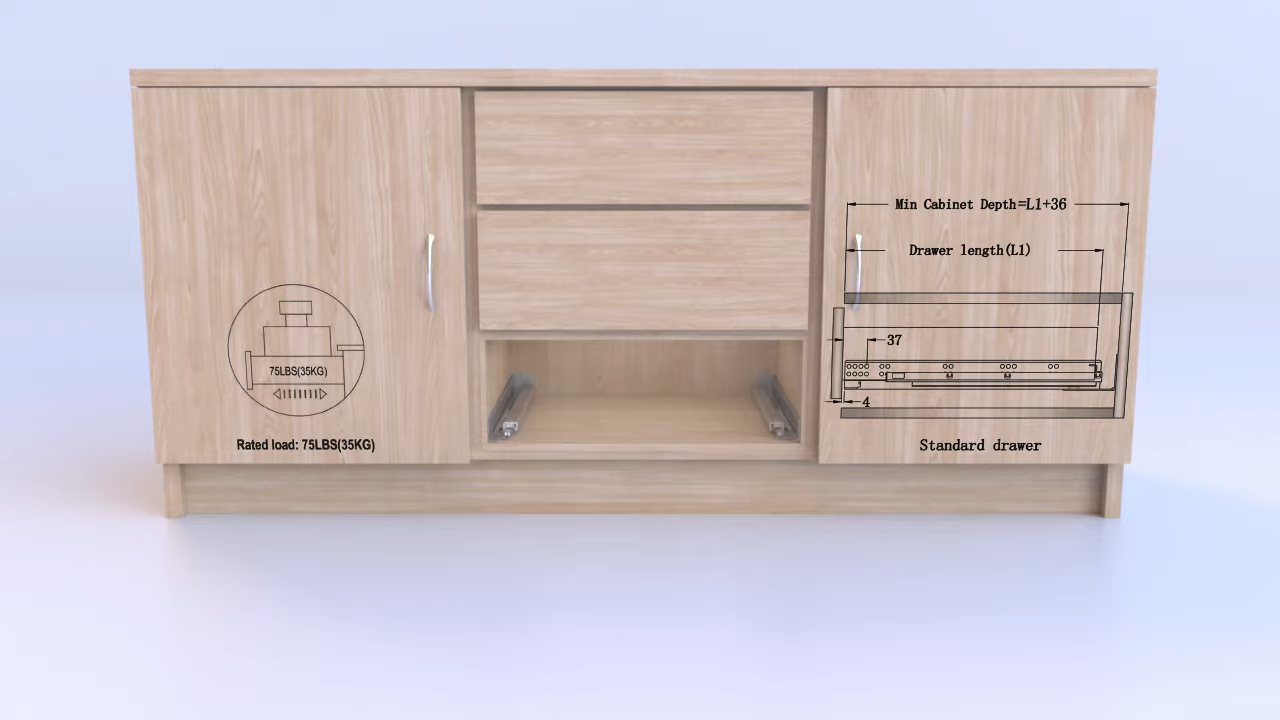 Min Cabinet Depth=L1+36
Drawer length(L1)
37
75LBS(35KG)
4
Rated load: 75LBS(35KG)
Standard drawer